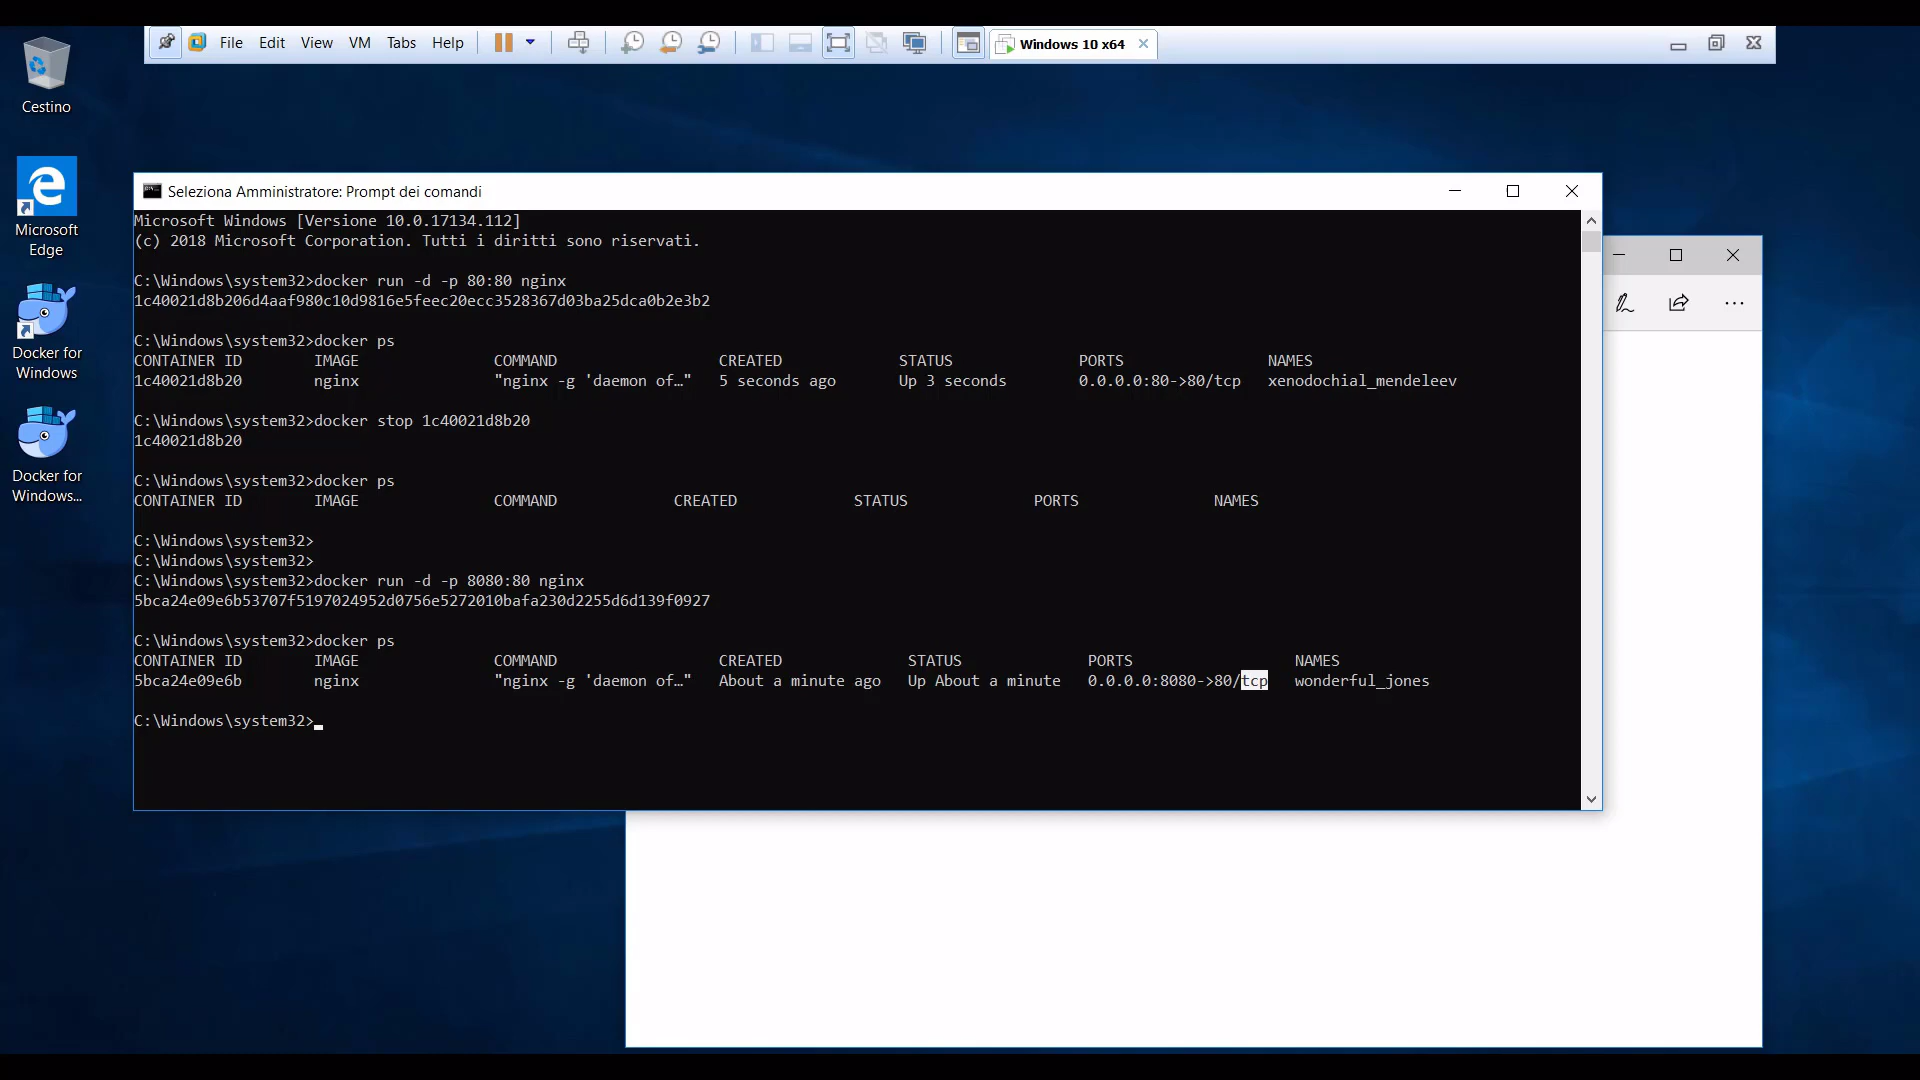 File Edit View VM Tabs Help
Windows 10 x64
Cestino
Microsoft
Edge
Docker for
Windows
Docker for
Windows...
Seleziona Amministratore: Prompt dei comandi
Microsoft Windows [Versione 10.0.17134.112]
(c) 2018 Microsoft Corporation. Tutti i diritti sono riservati.
C:\Windows\system32>docker run -d -p 80:80 nginx
1c40021d8b206d4aaf980c10d9816e5feec20ecc3528367d03ba25dca0b2e3b2
C:\Windows\system32>docker ps
CONTAINER ID        IMAGE               COMMAND                  CREATED             STATUS              PORTS                NAMES
1c40021d8b20        nginx               "nginx -g 'daemon of…"   5 seconds ago       Up 3 seconds        0.0.0.0:80->80/tcp   xenodochial_mendeleev
C:\Windows\system32>docker stop 1c40021d8b20
1c40021d8b20
C:\Windows\system32>docker ps
CONTAINER ID        IMAGE               COMMAND             CREATED             STATUS              PORTS               NAMES
C:\Windows\system32>
C:\Windows\system32>
C:\Windows\system32>docker run -d -p 8080:80 nginx
5bca24e09e6b53707f5197024952d0756e5272010bafa230d2255d6d139f0927
C:\Windows\system32>docker ps
CONTAINER ID        IMAGE               COMMAND                  CREATED              STATUS              PORTS                  NAMES
5bca24e09e6b        nginx               "nginx -g 'daemon of…"   About a minute ago   Up About a minute   0.0.0.0:8080->80/tcp   wonderful_jones
C:\Windows\system32>